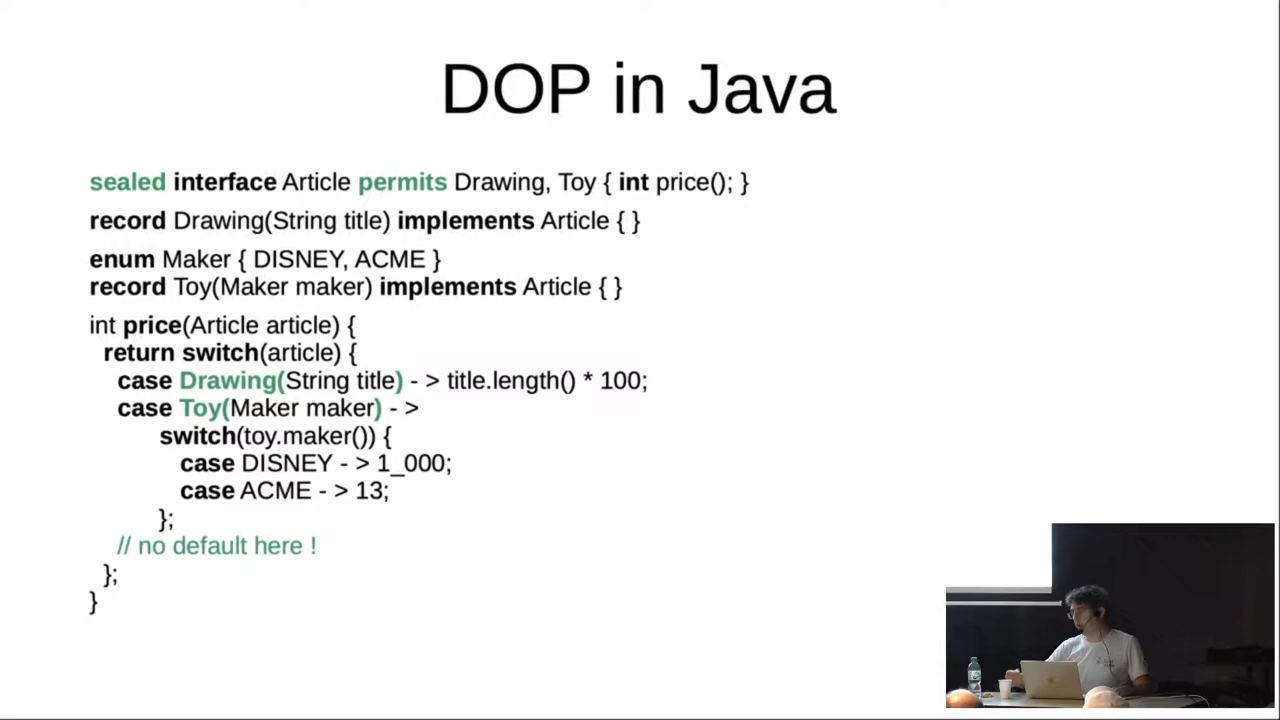 DOP in Java
sealed interface Article permits Drawing, Toy { int price(); }
record Drawing(String title) implements Article { }
enum Maker { DISNEY, ACME }
record Toy(Maker maker) implements Article { }
int price(Article article) {
return switch(article) {
case Drawing(String title) - > title.length() * 100;
case Toy(Maker maker) - >
switch(toy.maker()) {
case DISNEY - > 1_000;
case ACME - > 13;
};
// no default here !
};
}